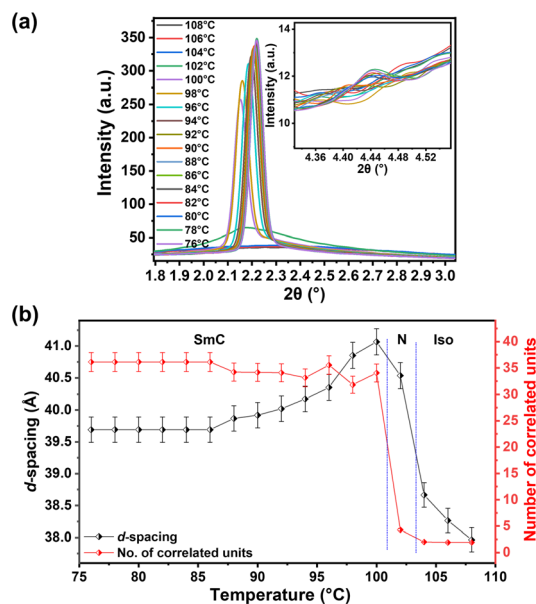 (a)
Intensity (a.u.)
350
300
250
200
150
100
50
108°C
106°C
104°C
102°C
100°C
98°C
96°C
94°C
92°C
90°C
88°C
86°C
84°C
82°C
80°C
78°C
76°C
1.8 1.9 2.0 2.1 2.2 2.3 2.4 2.5 2.6 2.7 2.8 2.9 3.0
2θ (°)
Intensity (a.u.)
14
13
12
11
10
4.36 4.40 4.44 4.48 4.52
2θ (°)
(b)
SmC N Iso
d-spacing (Å)
41.0
40.5
40.0
39.5
39.0
38.5
38.0
Number of correlated units
40
35
30
25
20
15
10
5
0
d-spacing
No. of correlated units
75 80 85 90 95 100 105 110
Temperature (°C)